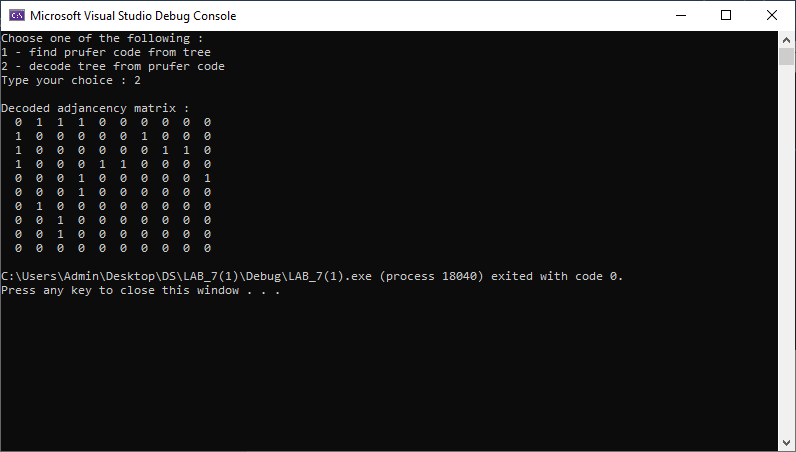 Microsoft Visual Studio Debug Console
Choose one of the following :
1 - find prufer code from tree
2 - decode tree from prufer code
Type your choice : 2
Decoded adjancency matrix :
0 1 1 1 0 0 0 0 0 0
1 0 0 0 0 0 1 0 0 0
1 0 0 0 0 0 0 1 1 0
1 0 0 0 1 1 0 0 0 0
0 0 0 1 0 0 0 0 0 1
0 0 0 1 0 0 0 0 0 0
0 1 0 0 0 0 0 0 0 0
0 0 1 0 0 0 0 0 0 0
0 0 1 0 0 0 0 0 0 0
0 0 0 0 0 0 0 0 0 0
C:\Users\Admin\Desktop\DS\LAB_7(1)\Debug\LAB_7(1).exe (process 18040) exited with code 0.
Press any key to close this window . . .